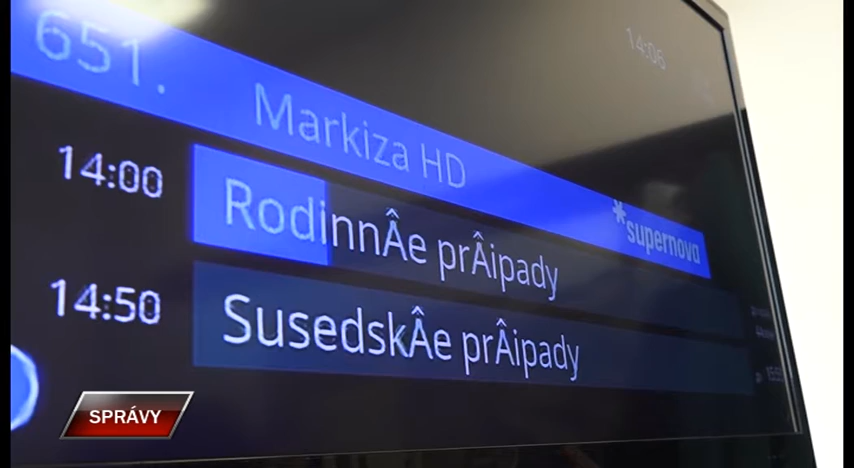 651. Markiza HD
14:06
*supernova
14:00 RodinnÂe prÂipady
14:50 SusedskÂe prÂipady
SPRÁVY